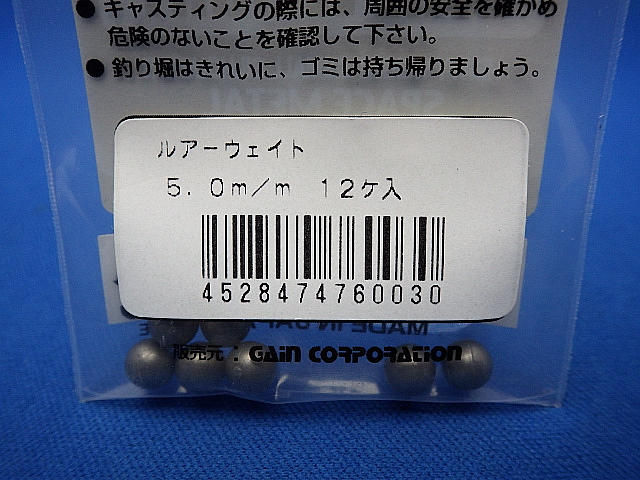 ● キャスティングの際には、周囲の安全を確かめ
危険のないことを確認して下さい。
● 釣り堀はきれいに、ゴミは持ち帰りましょう。
ルアーウェイト
5.0m/m 12ケ入
4528474760030
販売元：GAIN CORPORATION